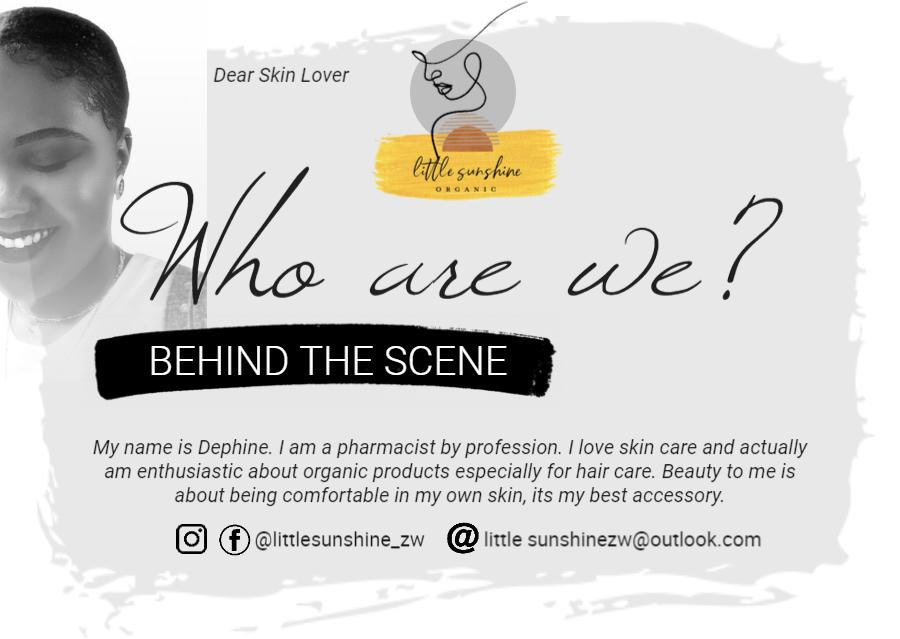 Dear Skin Lover
little sunshine
ORGANIC
Who are we?
BEHIND THE SCENE
My name is Dephine. I am a pharmacist by profession. I love skin care and actually
am enthusiastic about organic products especially for hair care. Beauty to me is
about being comfortable in my own skin, its my best accessory.
@littlesunshine_zw @ little sunshinezw@outlook.com